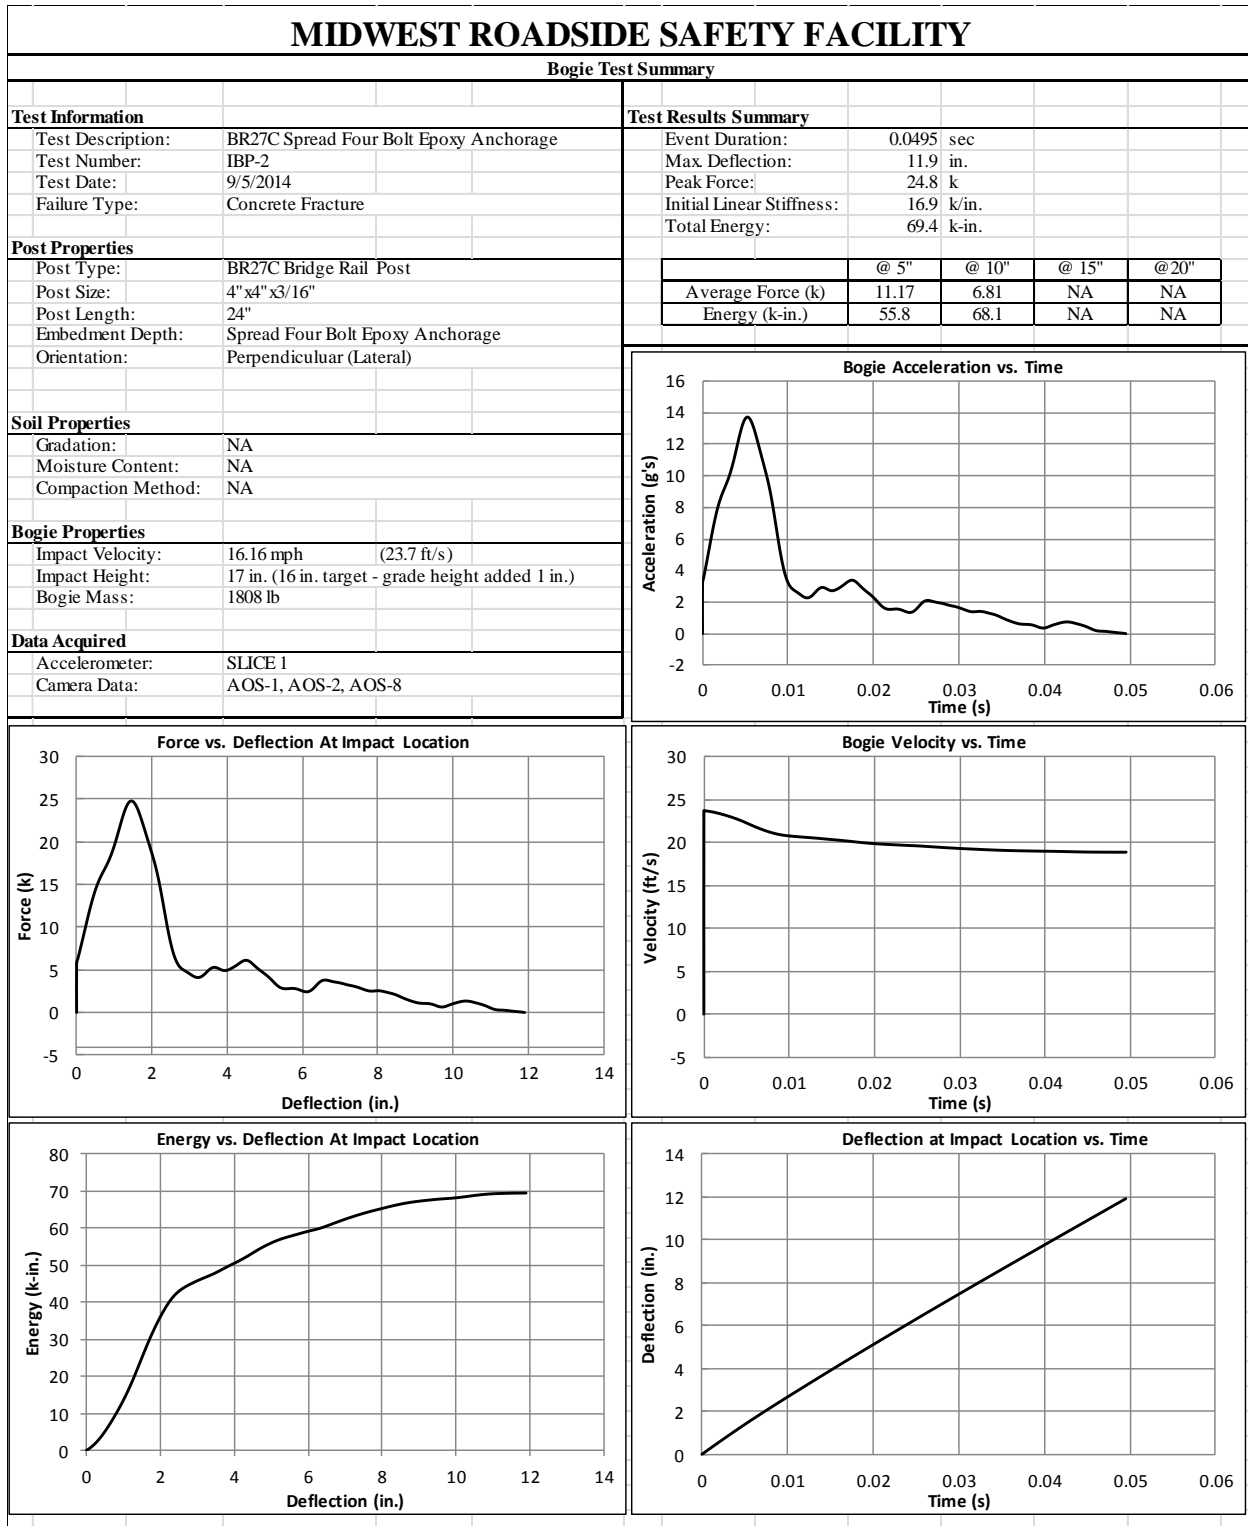 MIDWEST ROADSIDE SAFETY FACILITY
Bogie Test Summary
Test Information
Test Description: BR27C Spread Four Bolt Epoxy Anchorage
Test Number: IBP-2
Test Date: 9/5/2014
Failure Type: Concrete Fracture
Post Properties
Post Type: BR27C Bridge Rail Post
Post Size: 4"x4"x3/16"
Post Length: 24"
Embedment Depth: Spread Four Bolt Epoxy Anchorage
Orientation: Perpendiculuar (Lateral)
Soil Properties
Gradation: NA
Moisture Content: NA
Compaction Method: NA
Bogie Properties
Impact Velocity: 16.16 mph (23.7 ft/s)
Impact Height: 17 in. (16 in. target - grade height added 1 in.)
Bogie Mass: 1808 lb
Data Acquired
Accelerometer: SLICE 1
Camera Data: AOS-1, AOS-2, AOS-8
Test Results Summary
Event Duration: 0.0495 sec
Max. Deflection: 11.9 in.
Peak Force: 24.8 k
Initial Linear Stiffness: 16.9 k/in.
Total Energy: 69.4 k-in.
@ 5" @ 10" @ 15" @20"
Average Force (k) 11.17 6.81 NA NA
Energy (k-in.) 55.8 68.1 NA NA
Bogie Acceleration vs. Time
Acceleration (g's)
16
14
12
10
8
6
4
2
0
-2
0 0.01 0.02 0.03 0.04 0.05 0.06
Time (s)
Force vs. Deflection At Impact Location
Force (k)
30
25
20
15
10
5
0
-5
0 2 4 6 8 10 12 14
Deflection (in.)
Bogie Velocity vs. Time
Velocity (ft/s)
30
25
20
15
10
5
0
-5
0 0.01 0.02 0.03 0.04 0.05 0.06
Time (s)
Energy vs. Deflection At Impact Location
Energy (k-in.)
80
70
60
50
40
30
20
10
0
0 2 4 6 8 10 12 14
Deflection (in.)
Deflection at Impact Location vs. Time
Deflection (in.)
14
12
10
8
6
4
2
0
0 0.01 0.02 0.03 0.04 0.05 0.06
Time (s)